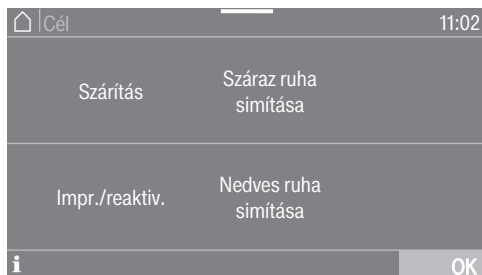 Cél 11:02
Szárítás
Száraz ruha
simítása
Impr./reaktiv.
Nedves ruha
simítása
i OK